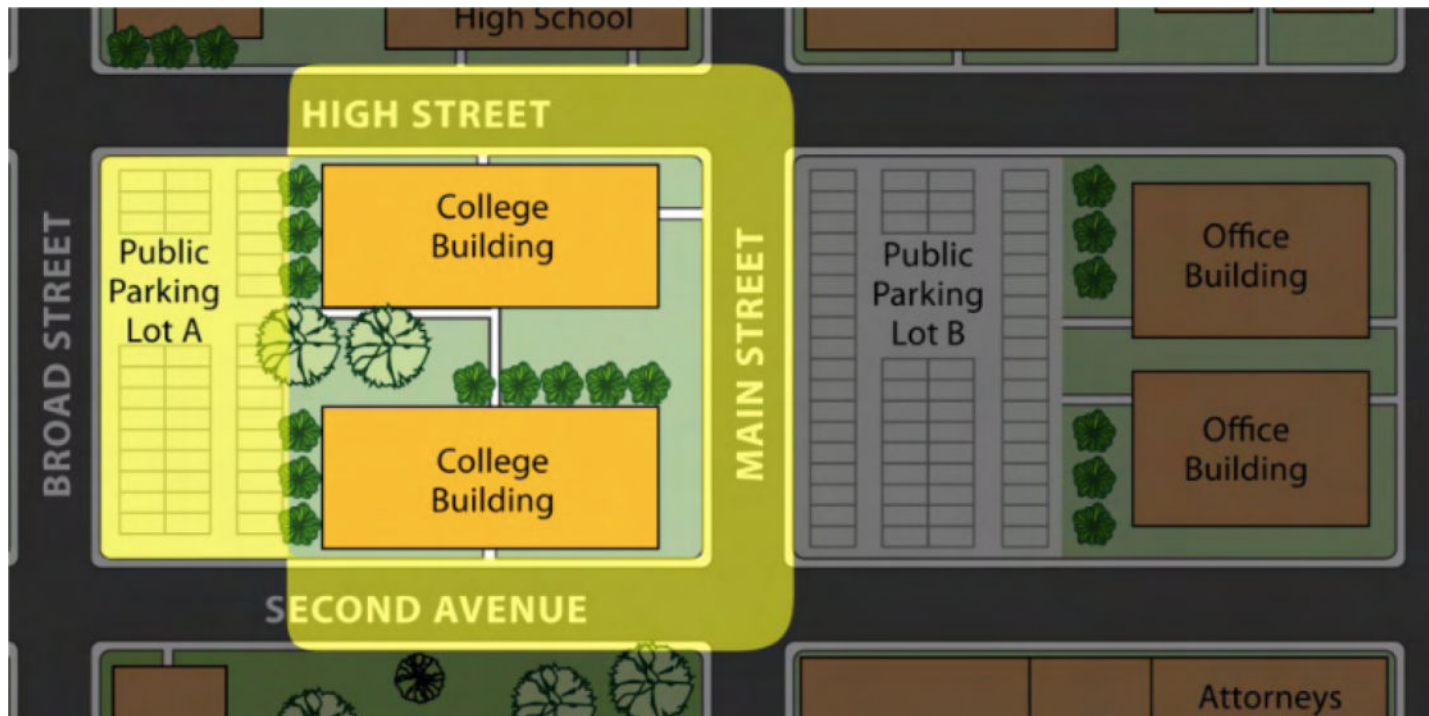 High School
HIGH STREET
College
Building
Public
Parking
Lot A
BROAD STREET
MAIN STREET
Public
Parking
Lot B
Office
Building
College
Building
Office
Building
SECOND AVENUE
Attorneys